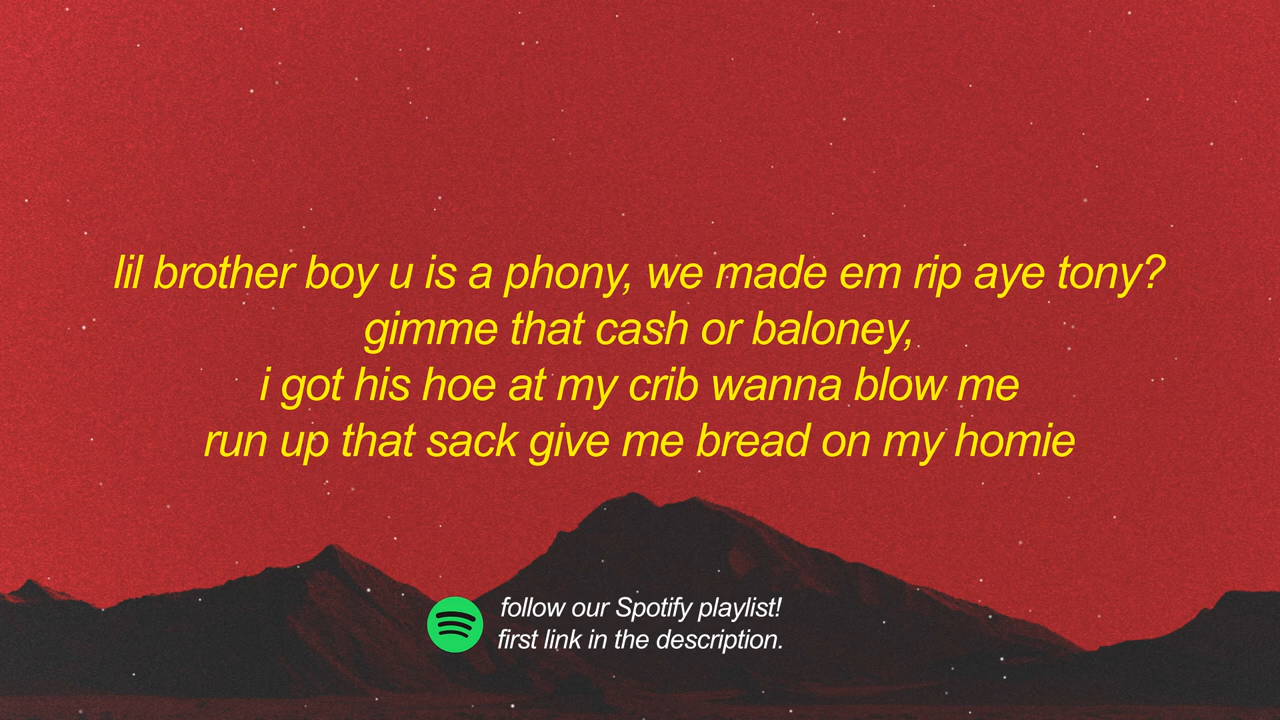 lil brother boy u is a phony, we made em rip aye tony?
gimme that cash or baloney,
i got his hoe at my crib wanna blow me
run up that sack give me bread on my homie
follow our Spotify playlist!
first link in the description.